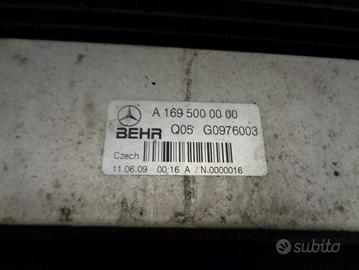 A 169 500 00 00
BEHR Q05 G0976003
Czech
11.06.09 00:16 A / N.0000016
subito